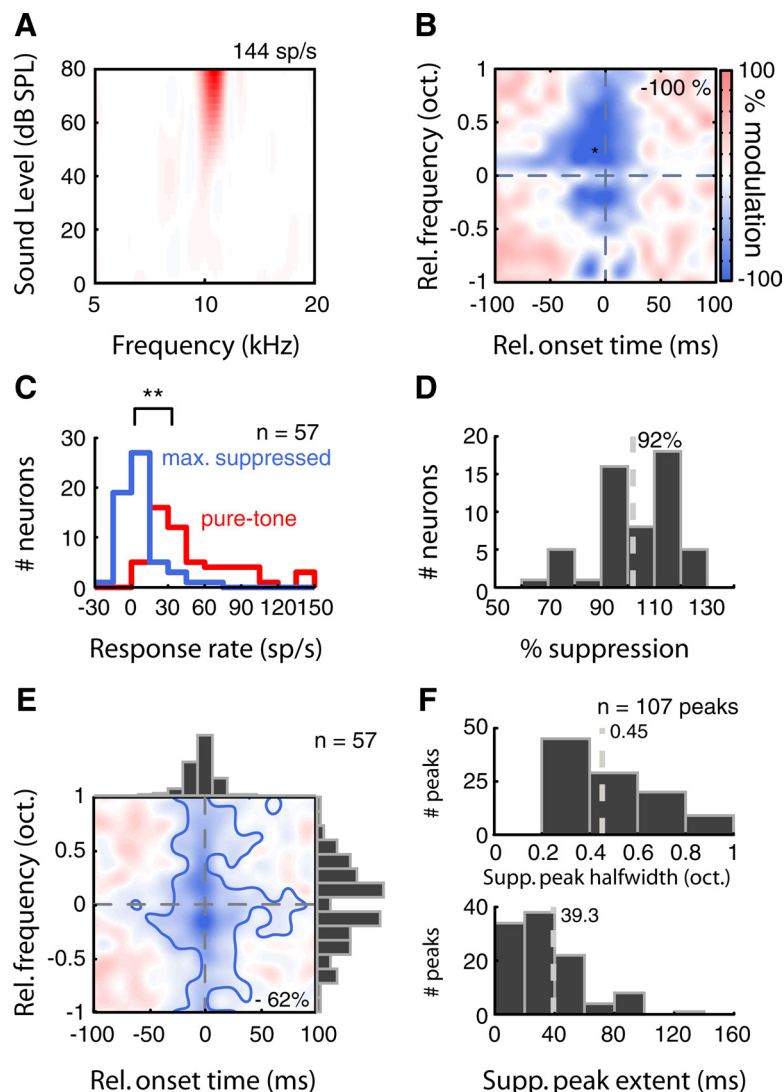 A
144 sp/s
Sound Level (dB SPL)
80
60
40
20
0
5
10
20
Frequency (kHz)
B
Rel. frequency (oct.)
1
0.5
0
-0.5
-1
-100 %
*
-100
-50
0
50
100
Rel. onset time (ms)
100
% modulation
-100
C
**
n = 57
max. suppressed
pure-tone
# neurons
30
20
10
0
-30
0
30
60
90
120
150
Response rate (sp/s)
D
# neurons
20
15
10
5
0
92%
50
70
90
110
130
% suppression
E
n = 57
Rel. frequency (oct.)
1
0.5
0
-0.5
-1
- 62%
-100
-50
0
50
100
Rel. onset time (ms)
F
n = 107 peaks
0.45
# peaks
50
25
0
0
0.2
0.4
0.6
0.8
1
Supp. peak halfwidth (oct.)
39.3
# peaks
40
20
0
0
40
80
120
160
Supp. peak extent (ms)